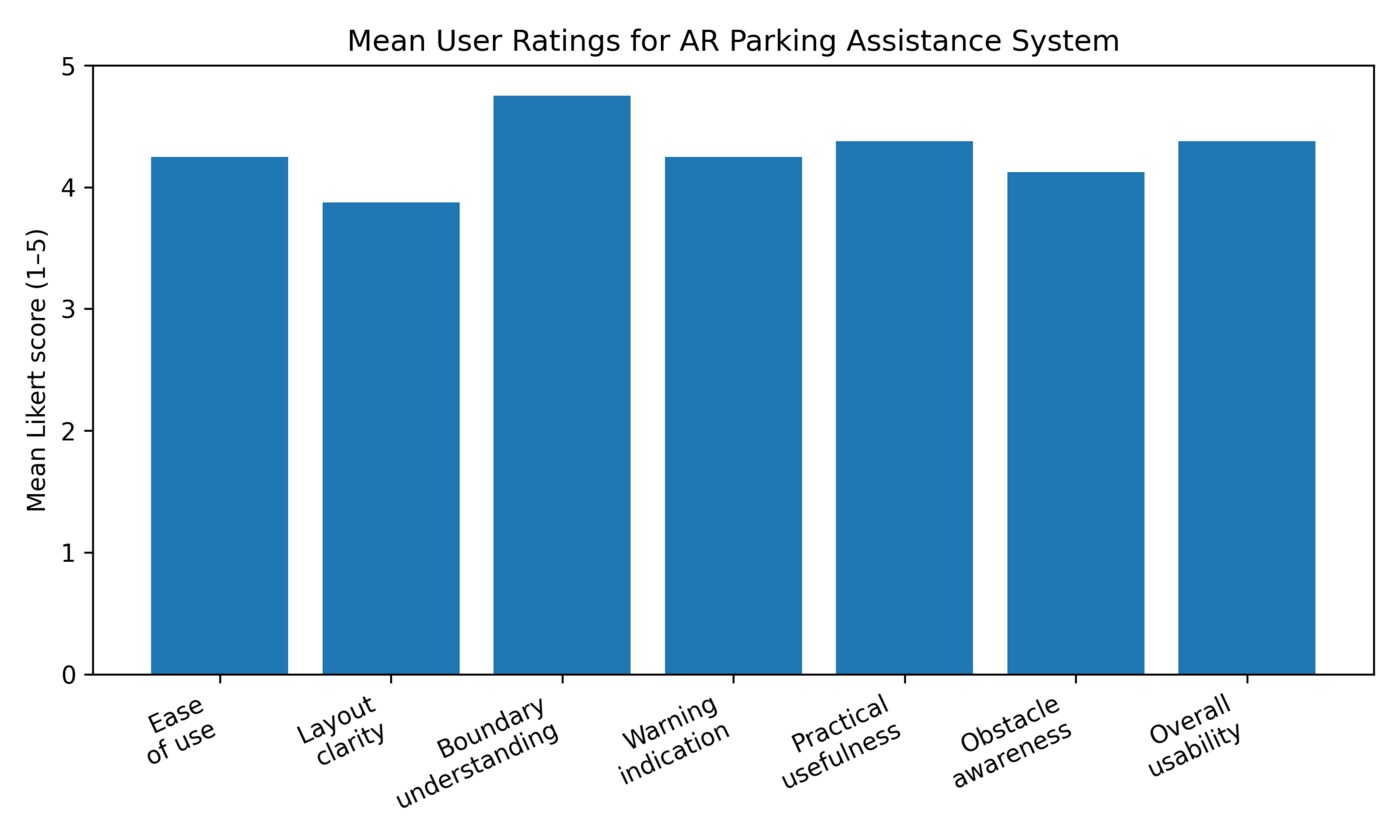 Mean User Ratings for AR Parking Assistance System
Mean Likert score (1–5)
5
4
3
2
1
0
Ease
of use
Layout
clarity
Boundary
understanding
Warning
indication
Practical
usefulness
Obstacle
awareness
Overall
usability